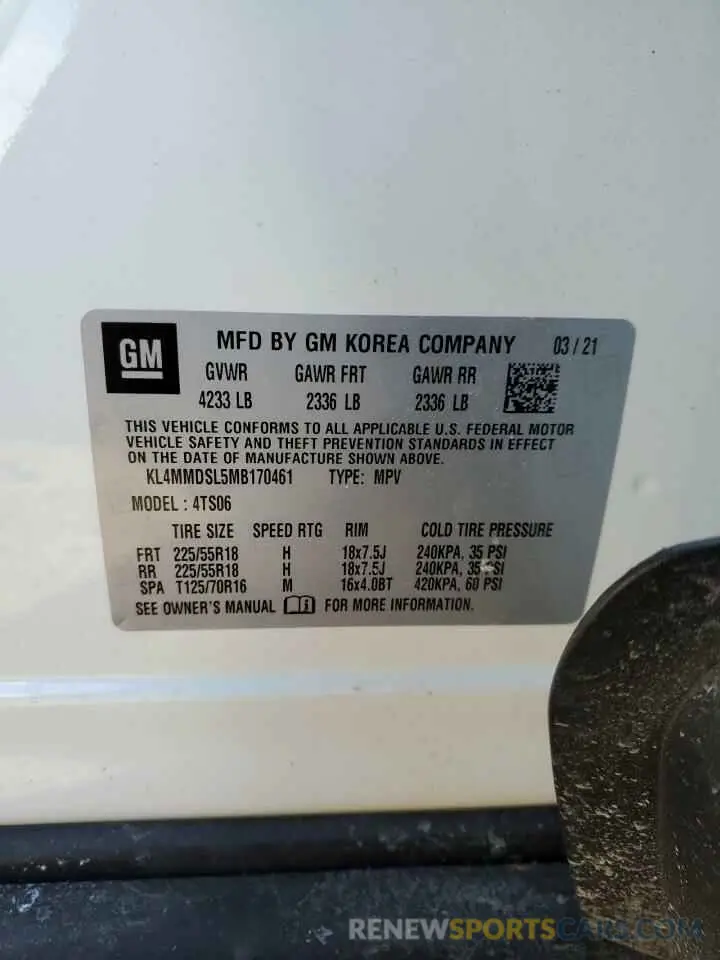 GM
MFD BY GM KOREA COMPANY 03 / 21
GVWR GAWR FRT GAWR RR
4233 LB 2336 LB 2336 LB
THIS VEHICLE CONFORMS TO ALL APPLICABLE U.S. FEDERAL MOTOR
VEHICLE SAFETY AND THEFT PREVENTION STANDARDS IN EFFECT
ON THE DATE OF MANUFACTURE SHOWN ABOVE.
KL4MMDSL5MB170461 TYPE: MPV
MODEL : 4TS06
TIRE SIZE SPEED RTG RIM COLD TIRE PRESSURE
FRT 225/55R18 H 18x7.5J 240KPA, 35 PSI
RR 225/55R18 H 18x7.5J 240KPA, 35 PSI
SPA T125/70R16 M 16x4.0BT 420KPA, 60 PSI
SEE OWNER'S MANUAL FOR MORE INFORMATION.
RENEWSPORTSCARS.COM